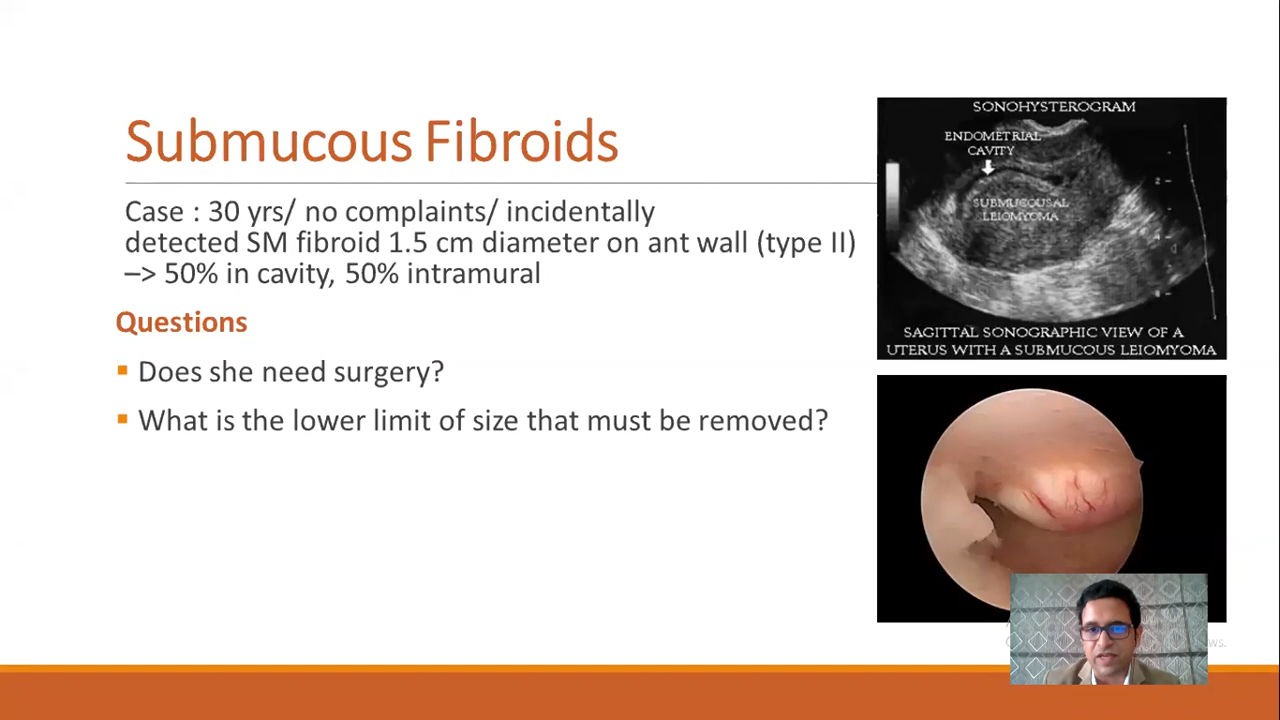 Submucous Fibroids
Case : 30 yrs/ no complaints/ incidentally
detected SM fibroid 1.5 cm diameter on ant wall (type II)
–> 50% in cavity, 50% intramural
Questions
Does she need surgery?
What is the lower limit of size that must be removed?
SONOHYSTEROGRAM
ENDOMETRIAL
CAVITY
SUBMUCOUSAL
LEIOMYOMA
SAGITTAL SONOGRAPHIC VIEW OF A
UTERUS WITH A SUBMUCOUS LEIOMYOMA